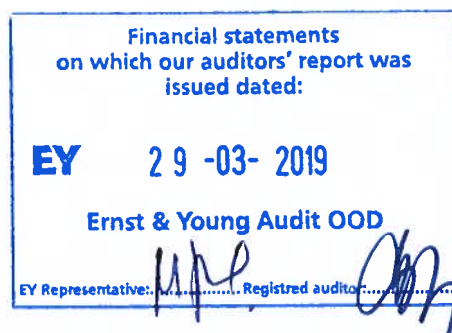 Financial statements
on which our auditors' report was
issued dated:
EY 29-03-2019
Ernst & Young Audit OOD
EY Representative:.................Registred auditor:.................